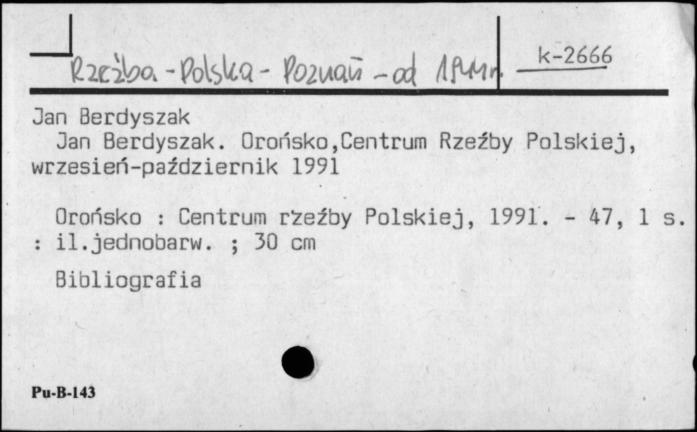 Rzeźba - Polska - Poznań - od 1944r.
k-2666
Jan Berdyszak
Jan Berdyszak. Orońsko,Centrum Rzeźby Polskiej,
wrzesień-październik 1991
Orońsko : Centrum rzeźby Polskiej, 1991. - 47, 1 s.
: il.jednobarw. ; 30 cm
Bibliografia
Pu-B-143